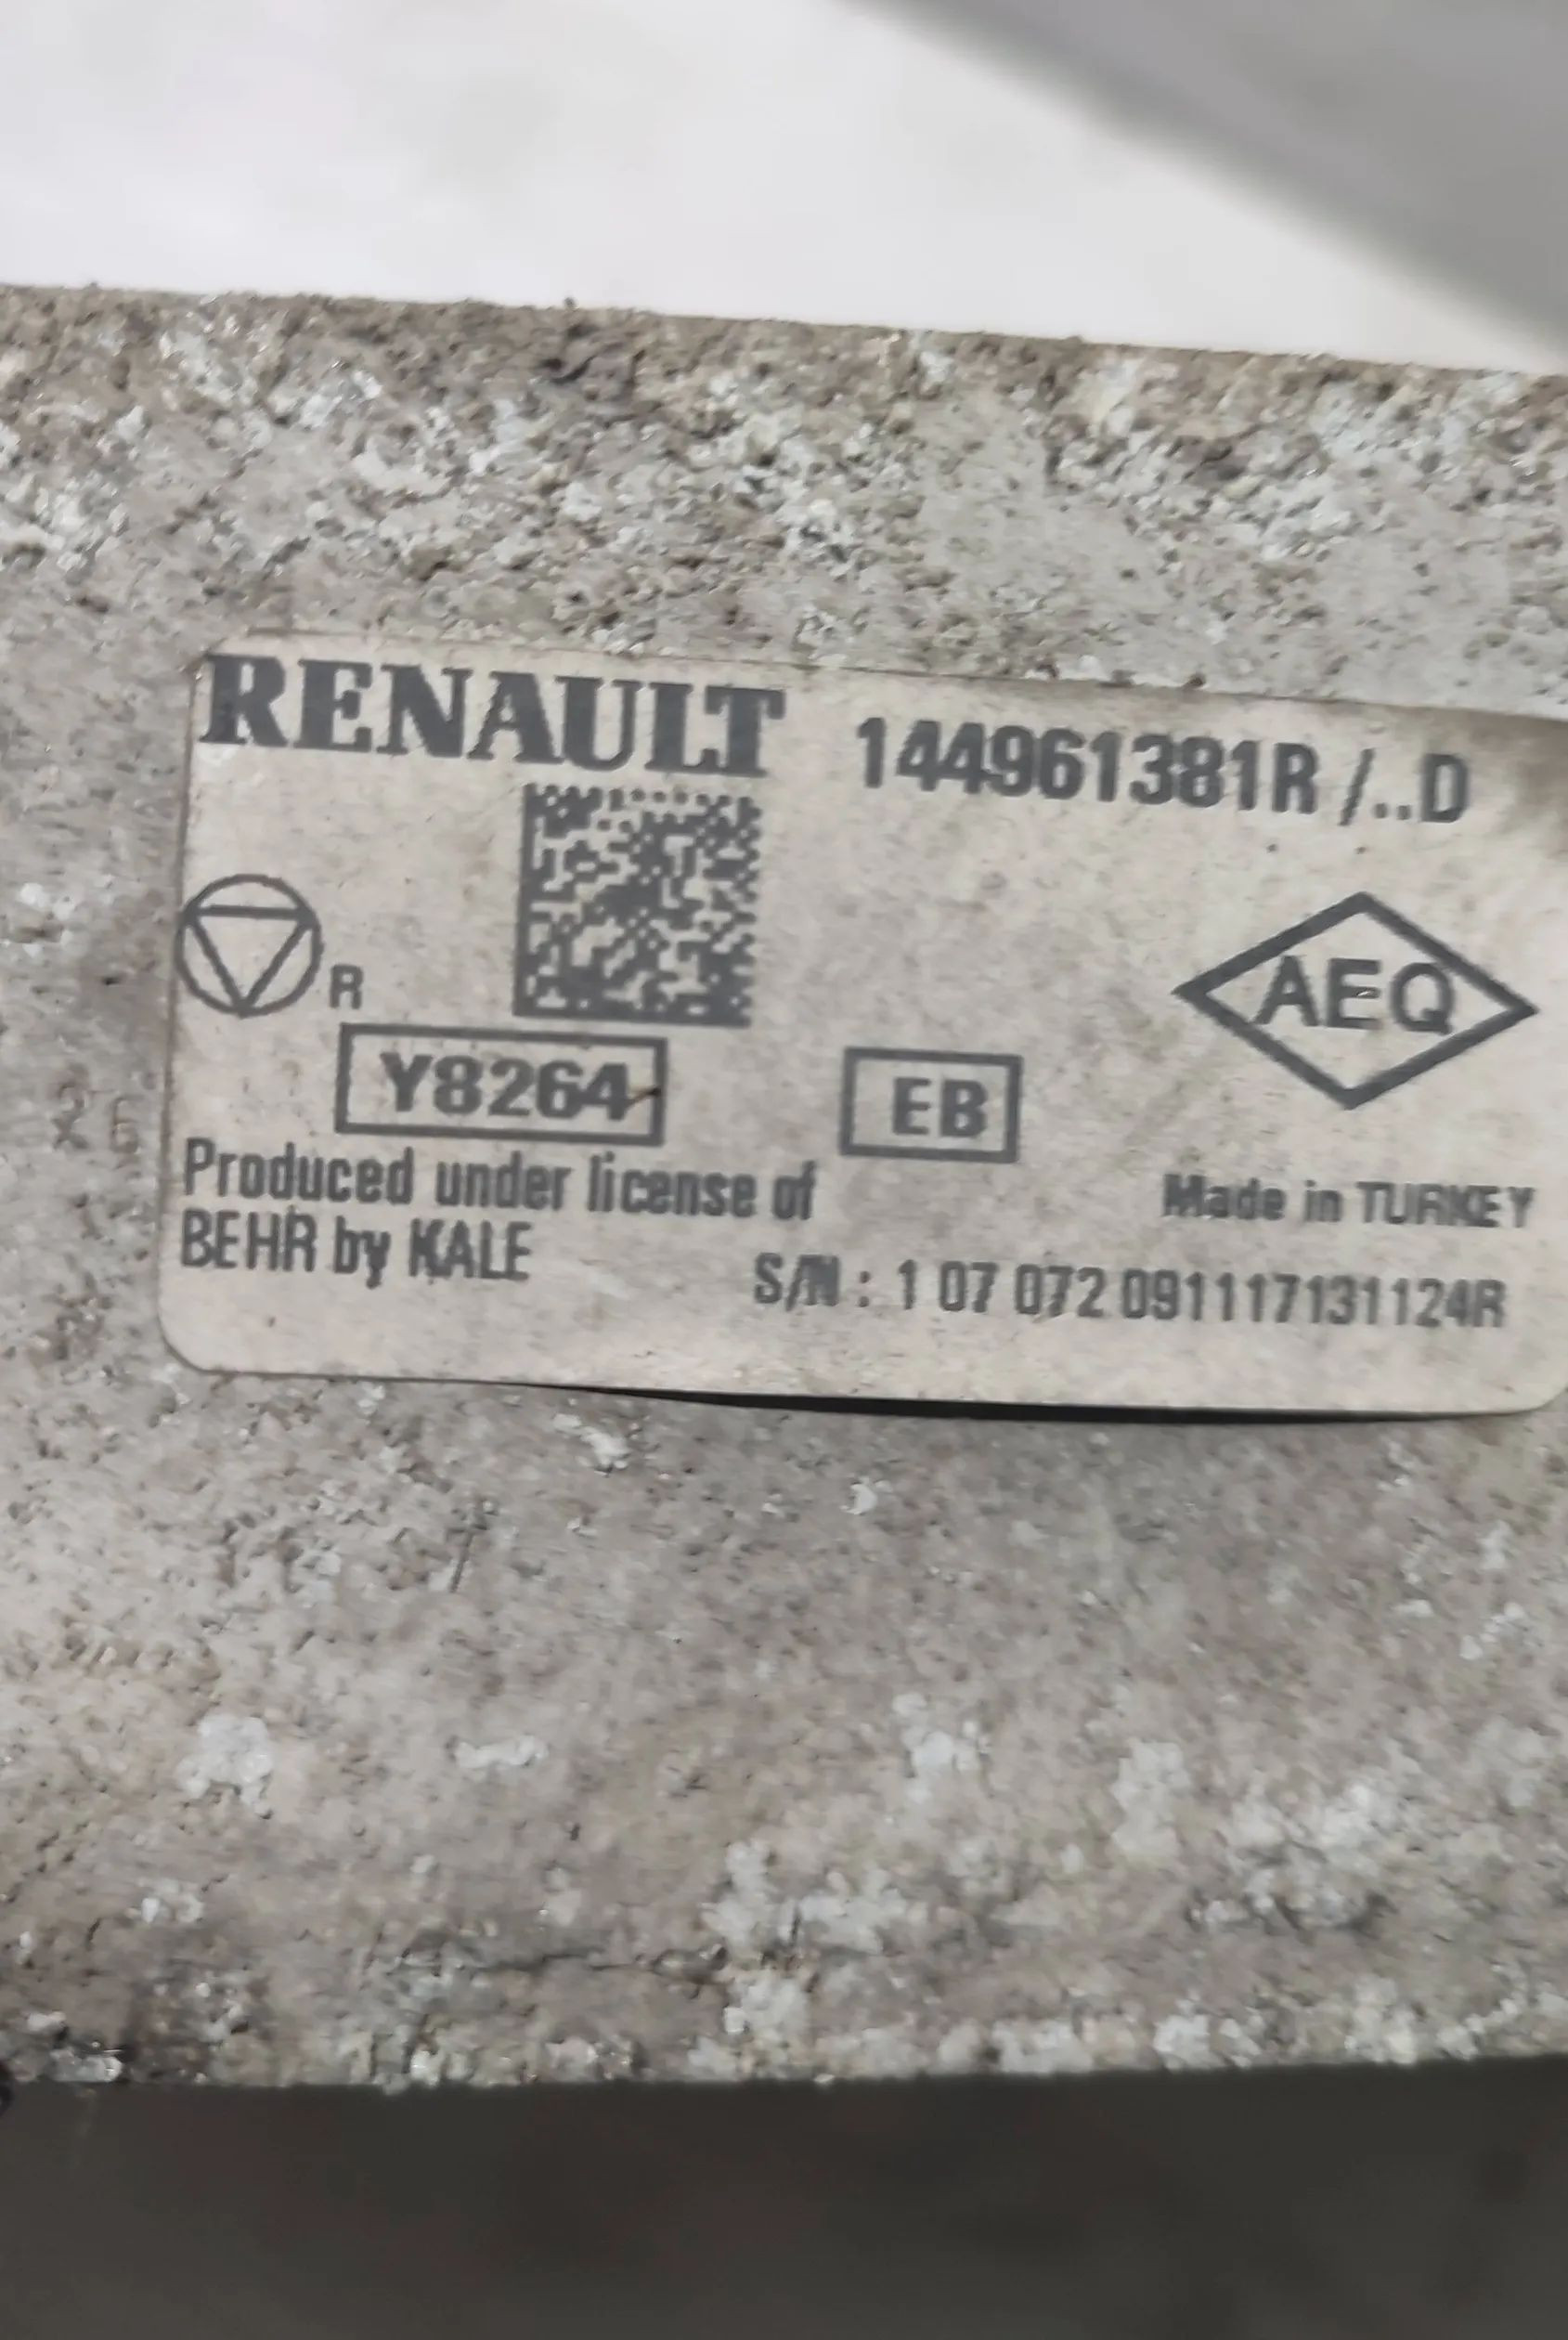 RENAULT 144961381R /..D
R
AEQ
Y8264 EB
Produced under license of
BEHR by KALE
Made in TURKEY
S/N : 1 07 072 091117131124R